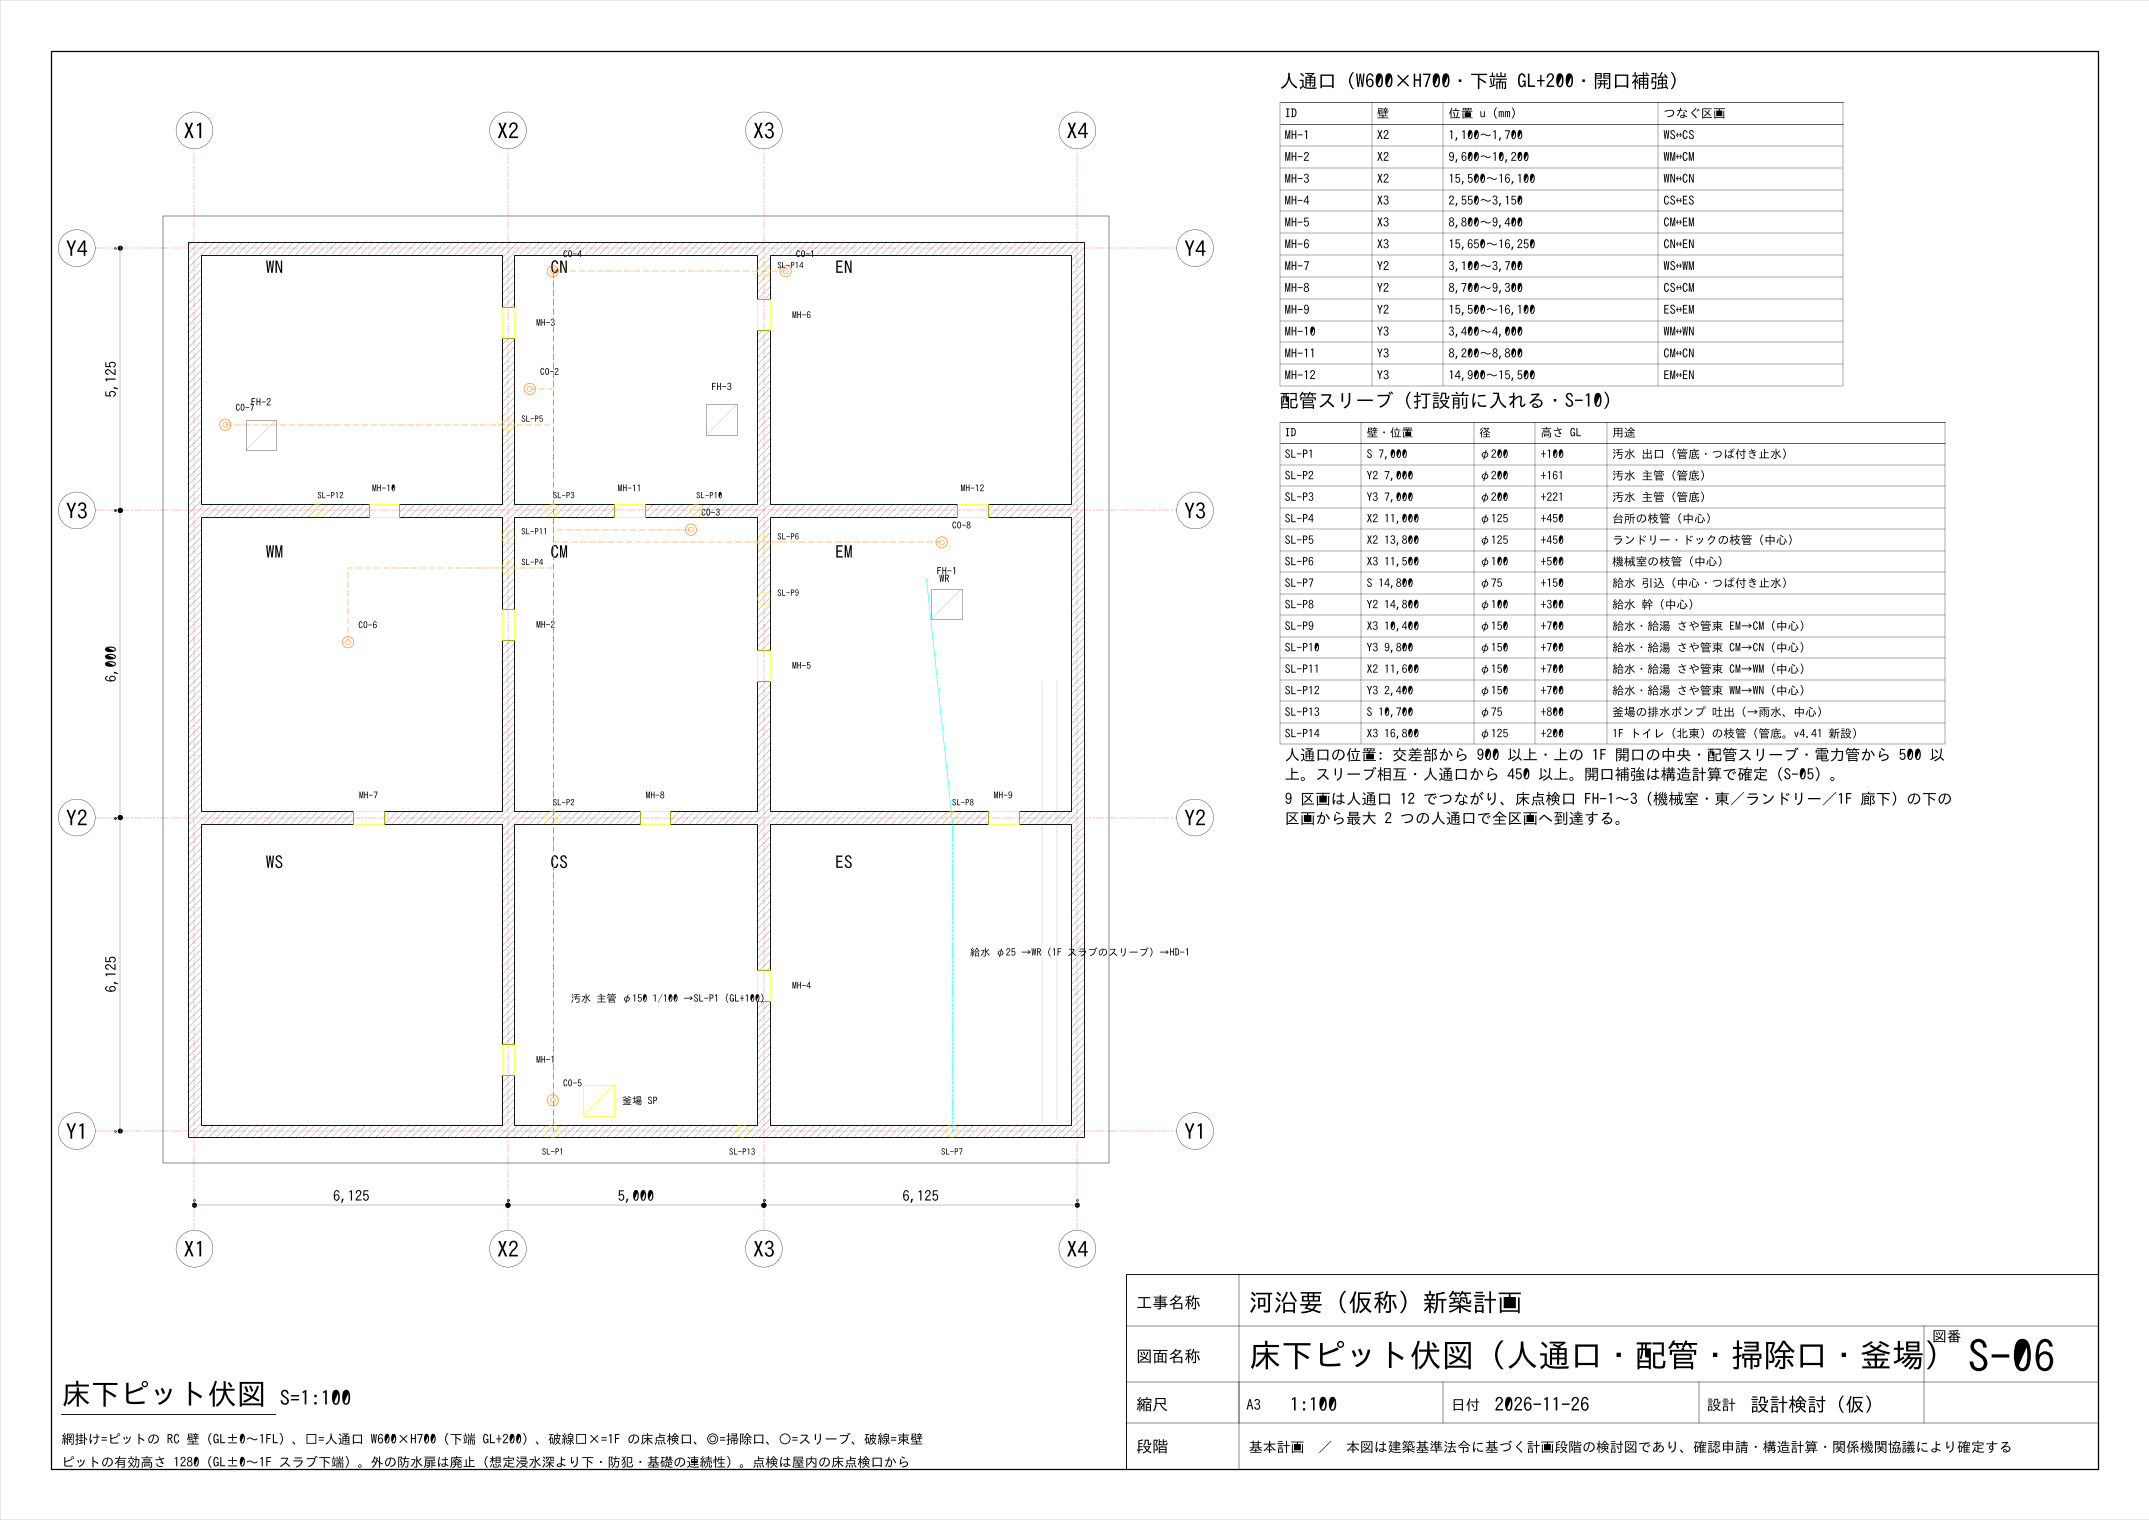 人通口（W600×H700・下端 GL+200・開口補強）
ID 壁 位置 u（mm） つなぐ区画
MH-1 X2 1,100～1,700 WS↔CS
MH-2 X2 9,600～10,200 WM↔CM
MH-3 X2 15,500～16,100 WN↔CN
MH-4 X3 2,550～3,150 CS↔ES
MH-5 X3 8,800～9,400 CM↔EM
MH-6 X3 15,650～16,250 CN↔EN
MH-7 Y2 3,100～3,700 WS↔WM
MH-8 Y2 8,700～9,300 CS↔CM
MH-9 Y2 15,500～16,100 ES↔EM
MH-10 Y3 3,400～4,000 WM↔WN
MH-11 Y3 8,200～8,800 CM↔CN
MH-12 Y3 14,900～15,500 EM↔EN
配管スリーブ（打設前に入れる・S-10）
ID 壁・位置 径 高さ GL 用途
SL-P1 S 7,000 φ200 +100 汚水 出口（管底・つば付き止水）
SL-P2 Y2 7,000 φ200 +161 汚水 主管（管底）
SL-P3 Y3 7,000 φ200 +221 汚水 主管（管底）
SL-P4 X2 11,000 φ125 +450 台所の枝管（中心）
SL-P5 X2 13,800 φ125 +450 ランドリー・ドックの枝管（中心）
SL-P6 X3 11,500 φ100 +500 機械室の枝管（中心）
SL-P7 S 14,800 φ75 +150 給水 引込（中心・つば付き止水）
SL-P8 Y2 14,800 φ100 +300 給水 幹（中心）
SL-P9 X3 10,400 φ150 +700 給水・給湯 さや管束 EM→CM（中心）
SL-P10 Y3 9,800 φ150 +700 給水・給湯 さや管束 CM→CN（中心）
SL-P11 X2 11,600 φ150 +700 給水・給湯 さや管束 CM→WM（中心）
SL-P12 Y3 2,400 φ150 +700 給水・給湯 さや管束 WM→WN（中心）
SL-P13 S 10,700 φ75 +800 釜場の排水ポンプ 吐出（→雨水、中心）
SL-P14 X3 16,800 φ125 +200 1F トイレ（北東）の枝管（管底。v4.41 新設）
人通口の位置: 交差部から 900 以上・上の 1F 開口の中央・配管スリーブ・電力管から 500 以
上。スリーブ相互・人通口から 450 以上。開口補強は構造計算で確定（S-05）。
9 区画は人通口 12 でつながり、床点検口 FH-1～3（機械室・東／ランドリー／1F 廊下）の下の
区画から最大 2 つの人通口で全区画へ到達する。
X1 X2 X3 X4
Y4 Y4
CO-4 CO-1
WN CN SL-P14 EN
MH-3 MH-6
5,125
CO-2 FH-3
CO-7 FH-2 SL-P5
MH-10 MH-11 MH-12
SL-P12 SL-P3 SL-P10
Y3 CO-3 Y3
SL-P11 SL-P6 CO-8
WM CM EM
SL-P4 FH-1
WR
SL-P9
CO-6 MH-2
6,000 MH-5
MH-7 MH-8 MH-9
SL-P2 SL-P8
Y2 Y2
WS CS ES
給水 φ25 →WR（1F スラブのスリーブ）→HD-1
6,125
MH-4
汚水 主管 φ150 1/100 →SL-P1（GL+100）
MH-1
CO-5
釜場 SP
Y1 Y1
SL-P1 SL-P13 SL-P7
6,125 5,000 6,125
X1 X2 X3 X4
床下ピット伏図 S=1:100
網掛け=ピットの RC 壁（GL±0～1FL）、□=人通口 W600×H700（下端 GL+200）、破線口×=1F の床点検口、◎=掃除口、○=スリーブ、破線=東壁
ピットの有効高さ 1280（GL±0～1F スラブ下端）。外の防水扉は廃止（想定浸水深より下・防犯・基礎の連続性）。点検は屋内の床点検口から
工事名称 河沿要（仮称）新築計画
図面名称 床下ピット伏図（人通口・配管・掃除口・釜場） 図番 S-06
縮尺 A3 1:100 日付 2026-11-26 設計 設計検討（仮）
段階 基本計画 ／ 本図は建築基準法令に基づく計画段階の検討図であり、確認申請・構造計算・関係機関協議により確定する